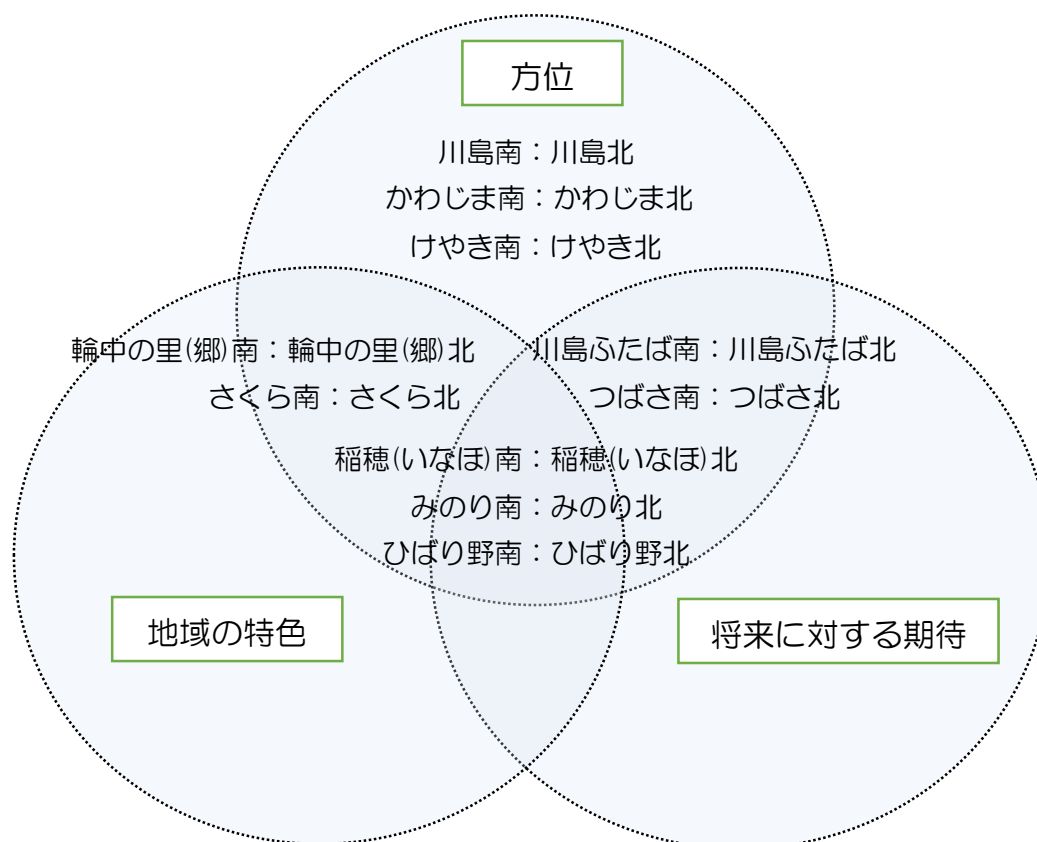 方位
川島南：川島北
かわじま南：かわじま北
けやき南：けやき北
輪中の里(郷)南：輪中の里(郷)北
川島ふたば南：川島ふたば北
さくら南：さくら北
つばさ南：つばさ北
稲穂(いなほ)南：稲穂(いなほ)北
みのり南：みのり北
ひばり野南：ひばり野北
地域の特色
将来に対する期待